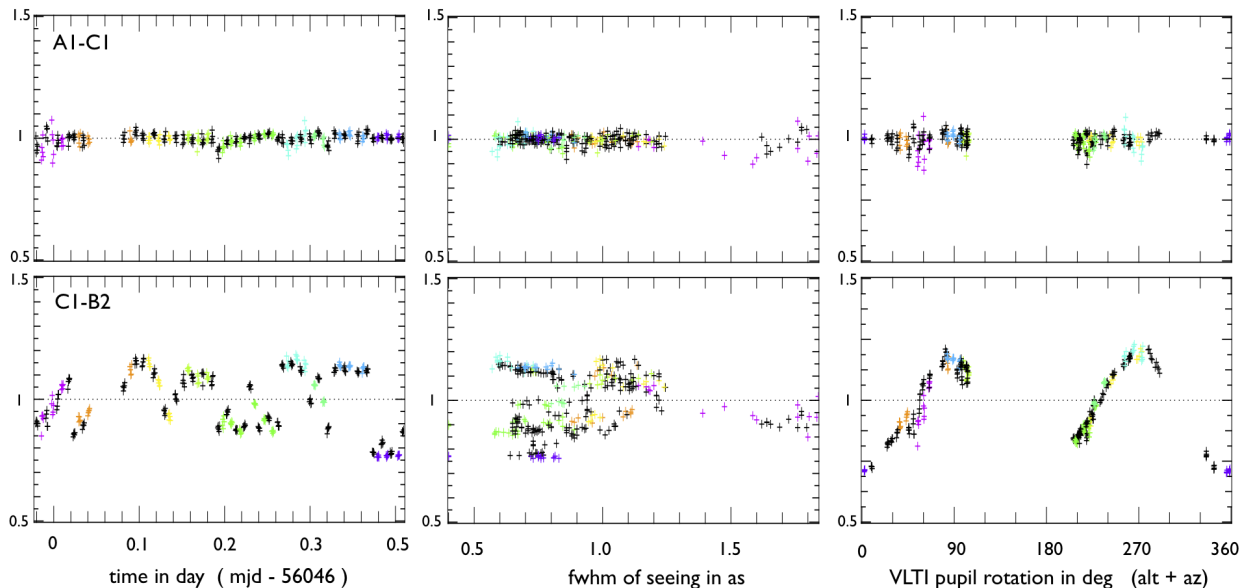 1.5
A1-C1
1
0.5
1.5
1
0.5
1.5
1
0.5
1.5
C1-B2
1
0.5
0 0.1 0.2 0.3 0.5
time in day ( mjd - 56046 )
1.5
1
0.5
0.5 1.0 1.5
fwhm of seeing in as
1.5
1
0.5
0 90 180 270 360
VLTI pupil rotation in deg (alt + az)